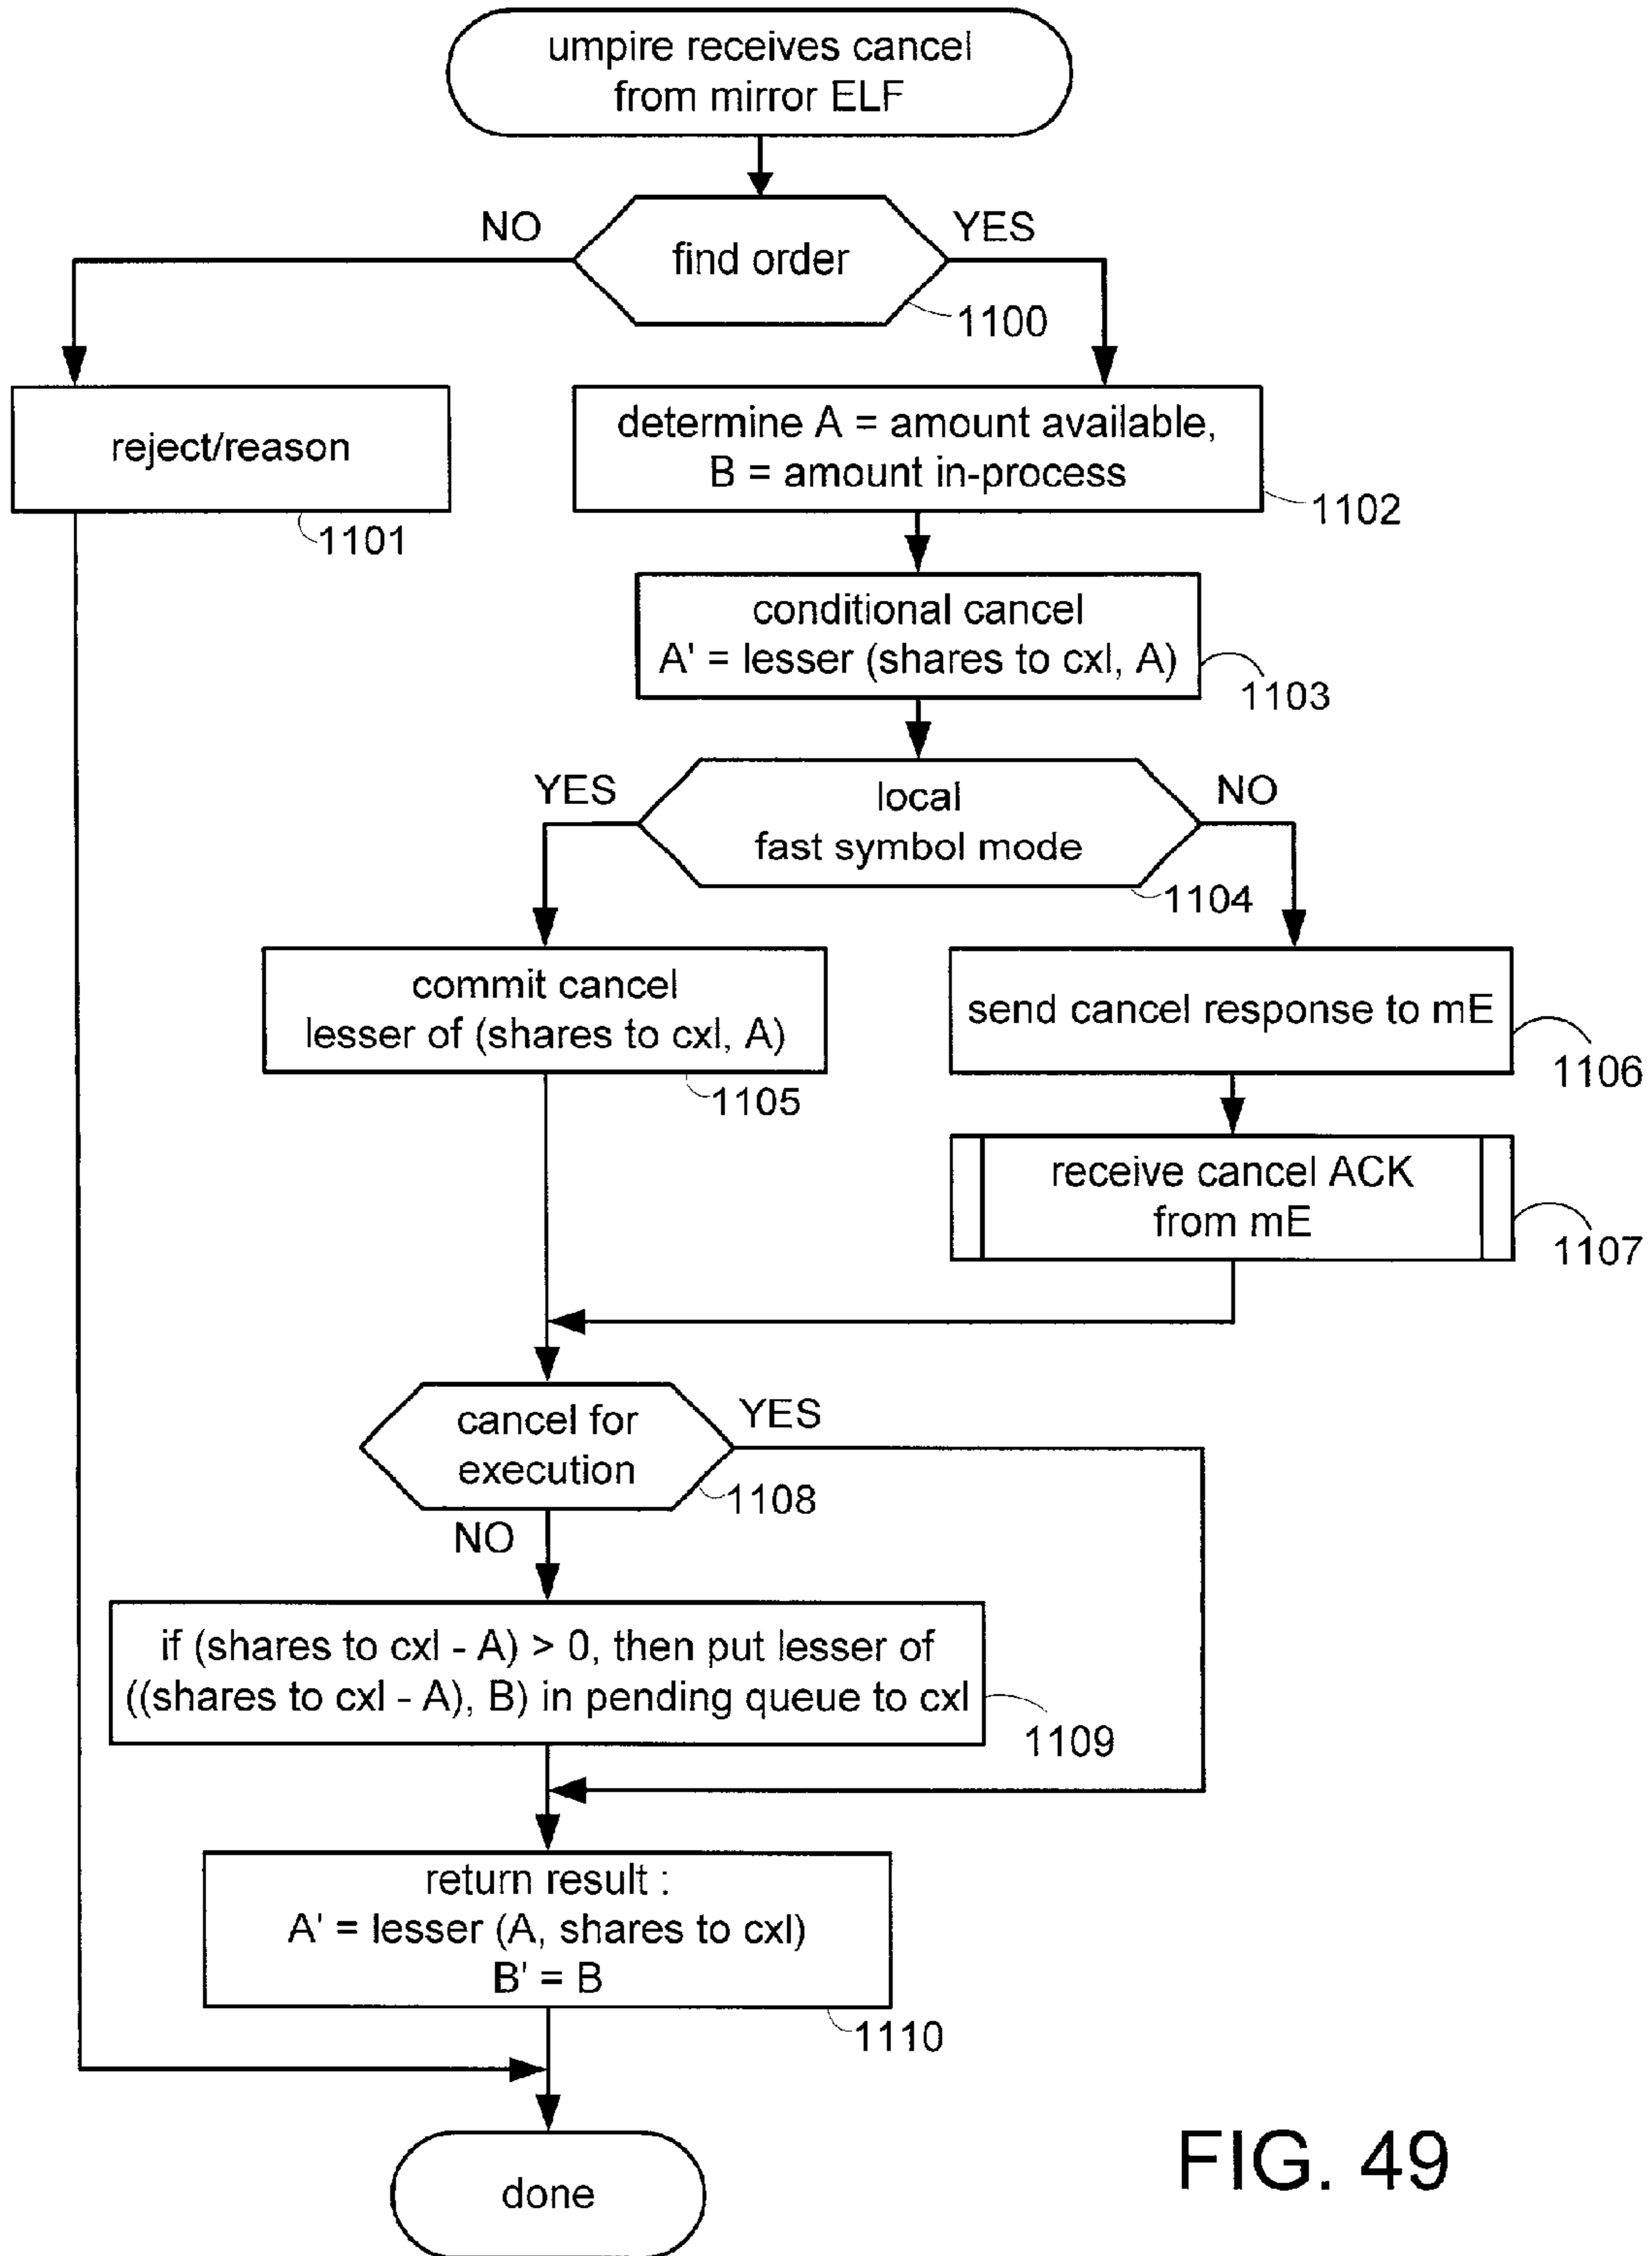 umpire receives cancel
from mirror ELF
NO
YES
find order
1100
reject/reason
1101
determine A = amount available,
B = amount in-process
1102
conditional cancel
A' = lesser (shares to cxl, A)
1103
YES
NO
local
fast symbol mode
1104
commit cancel
lesser of (shares to cxl, A)
1105
send cancel response to mE
1106
receive cancel ACK
from mE
1107
cancel for
execution
YES
1108
NO
if (shares to cxl - A) > 0, then put lesser of
((shares to cxl - A), B) in pending queue to cxl
1109
return result :
A' = lesser (A, shares to cxl)
B' = B
1110
done
FIG. 49